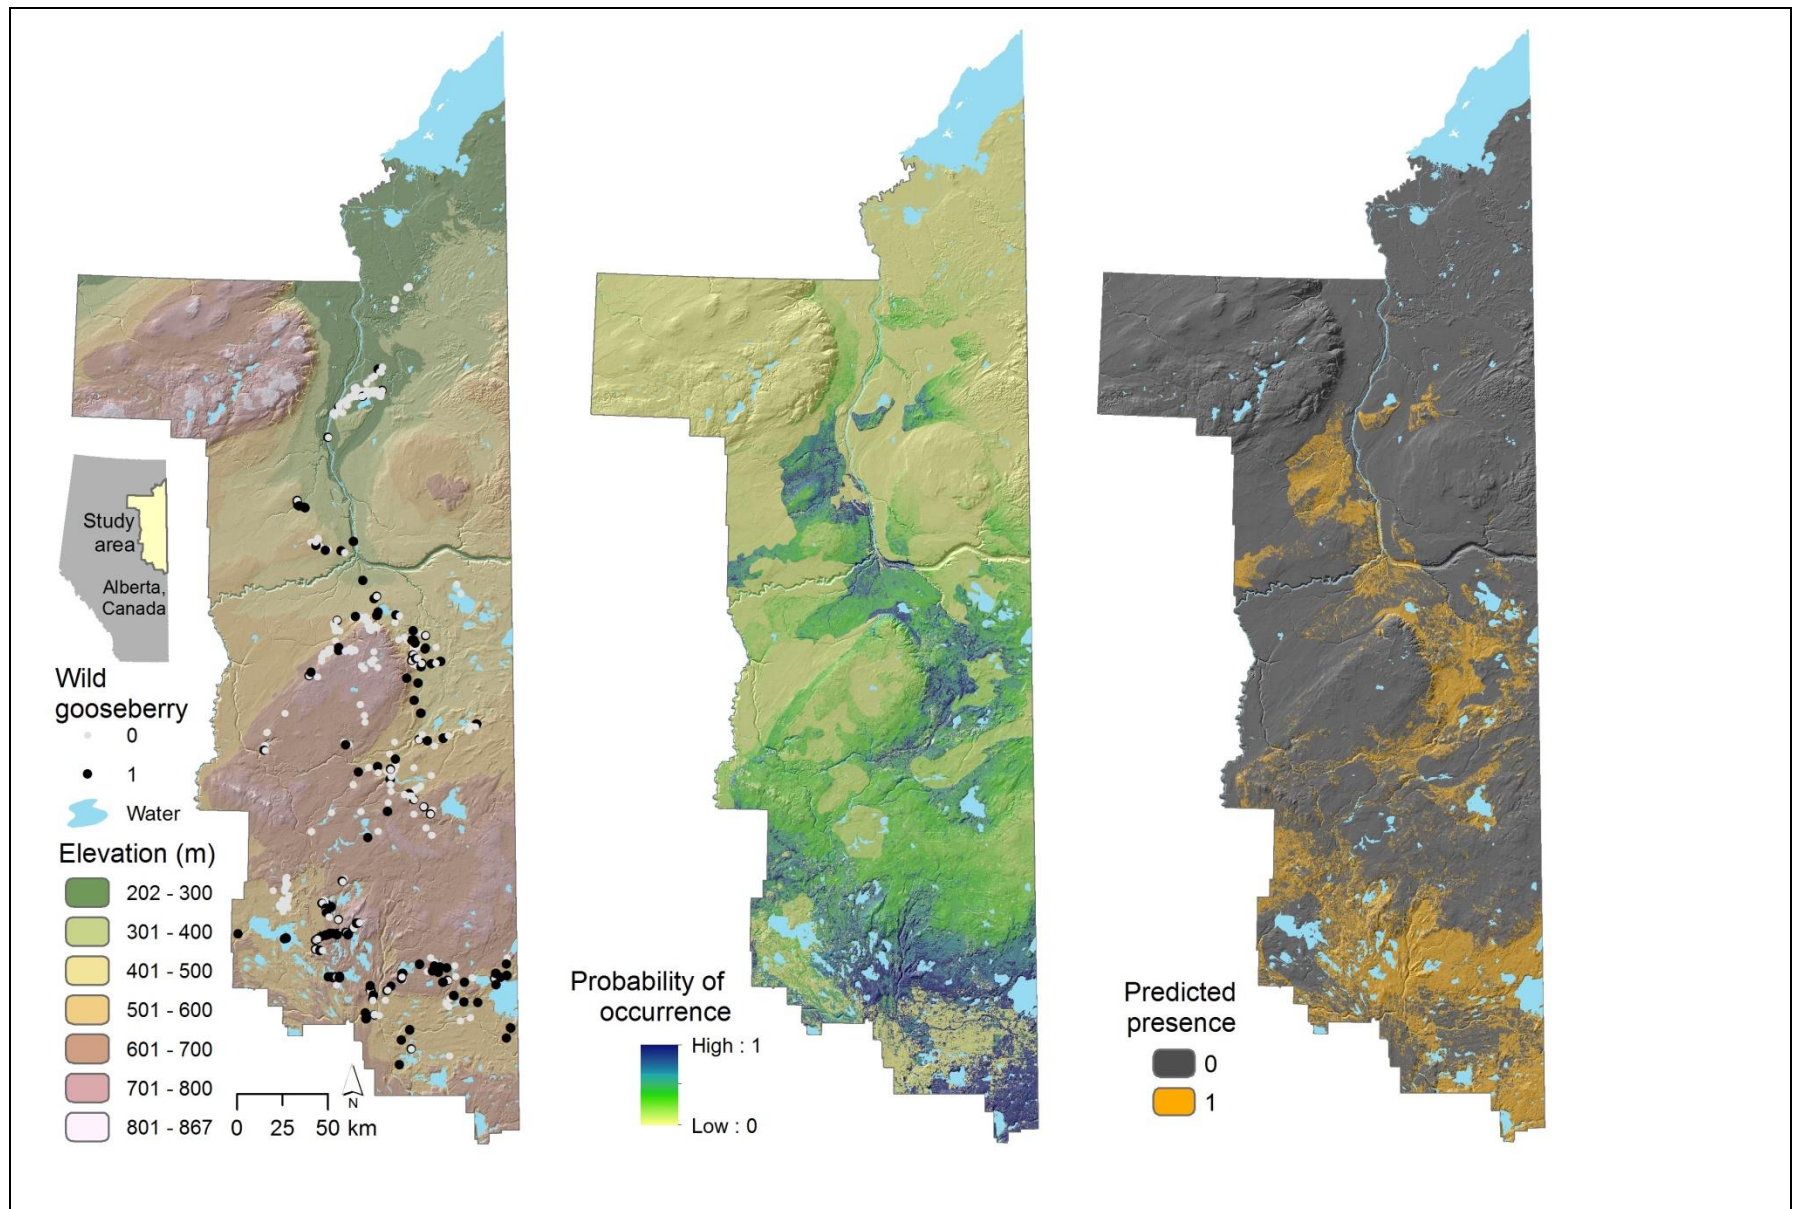 Study
area
Alberta,
Canada
Wild
gooseberry
0
1
Water
Elevation (m)
202 - 300
301 - 400
401 - 500
501 - 600
601 - 700
701 - 800
801 - 867
N
0 25 50 km
Probability of
occurrence
High : 1
Low : 0
Predicted
presence
0
1